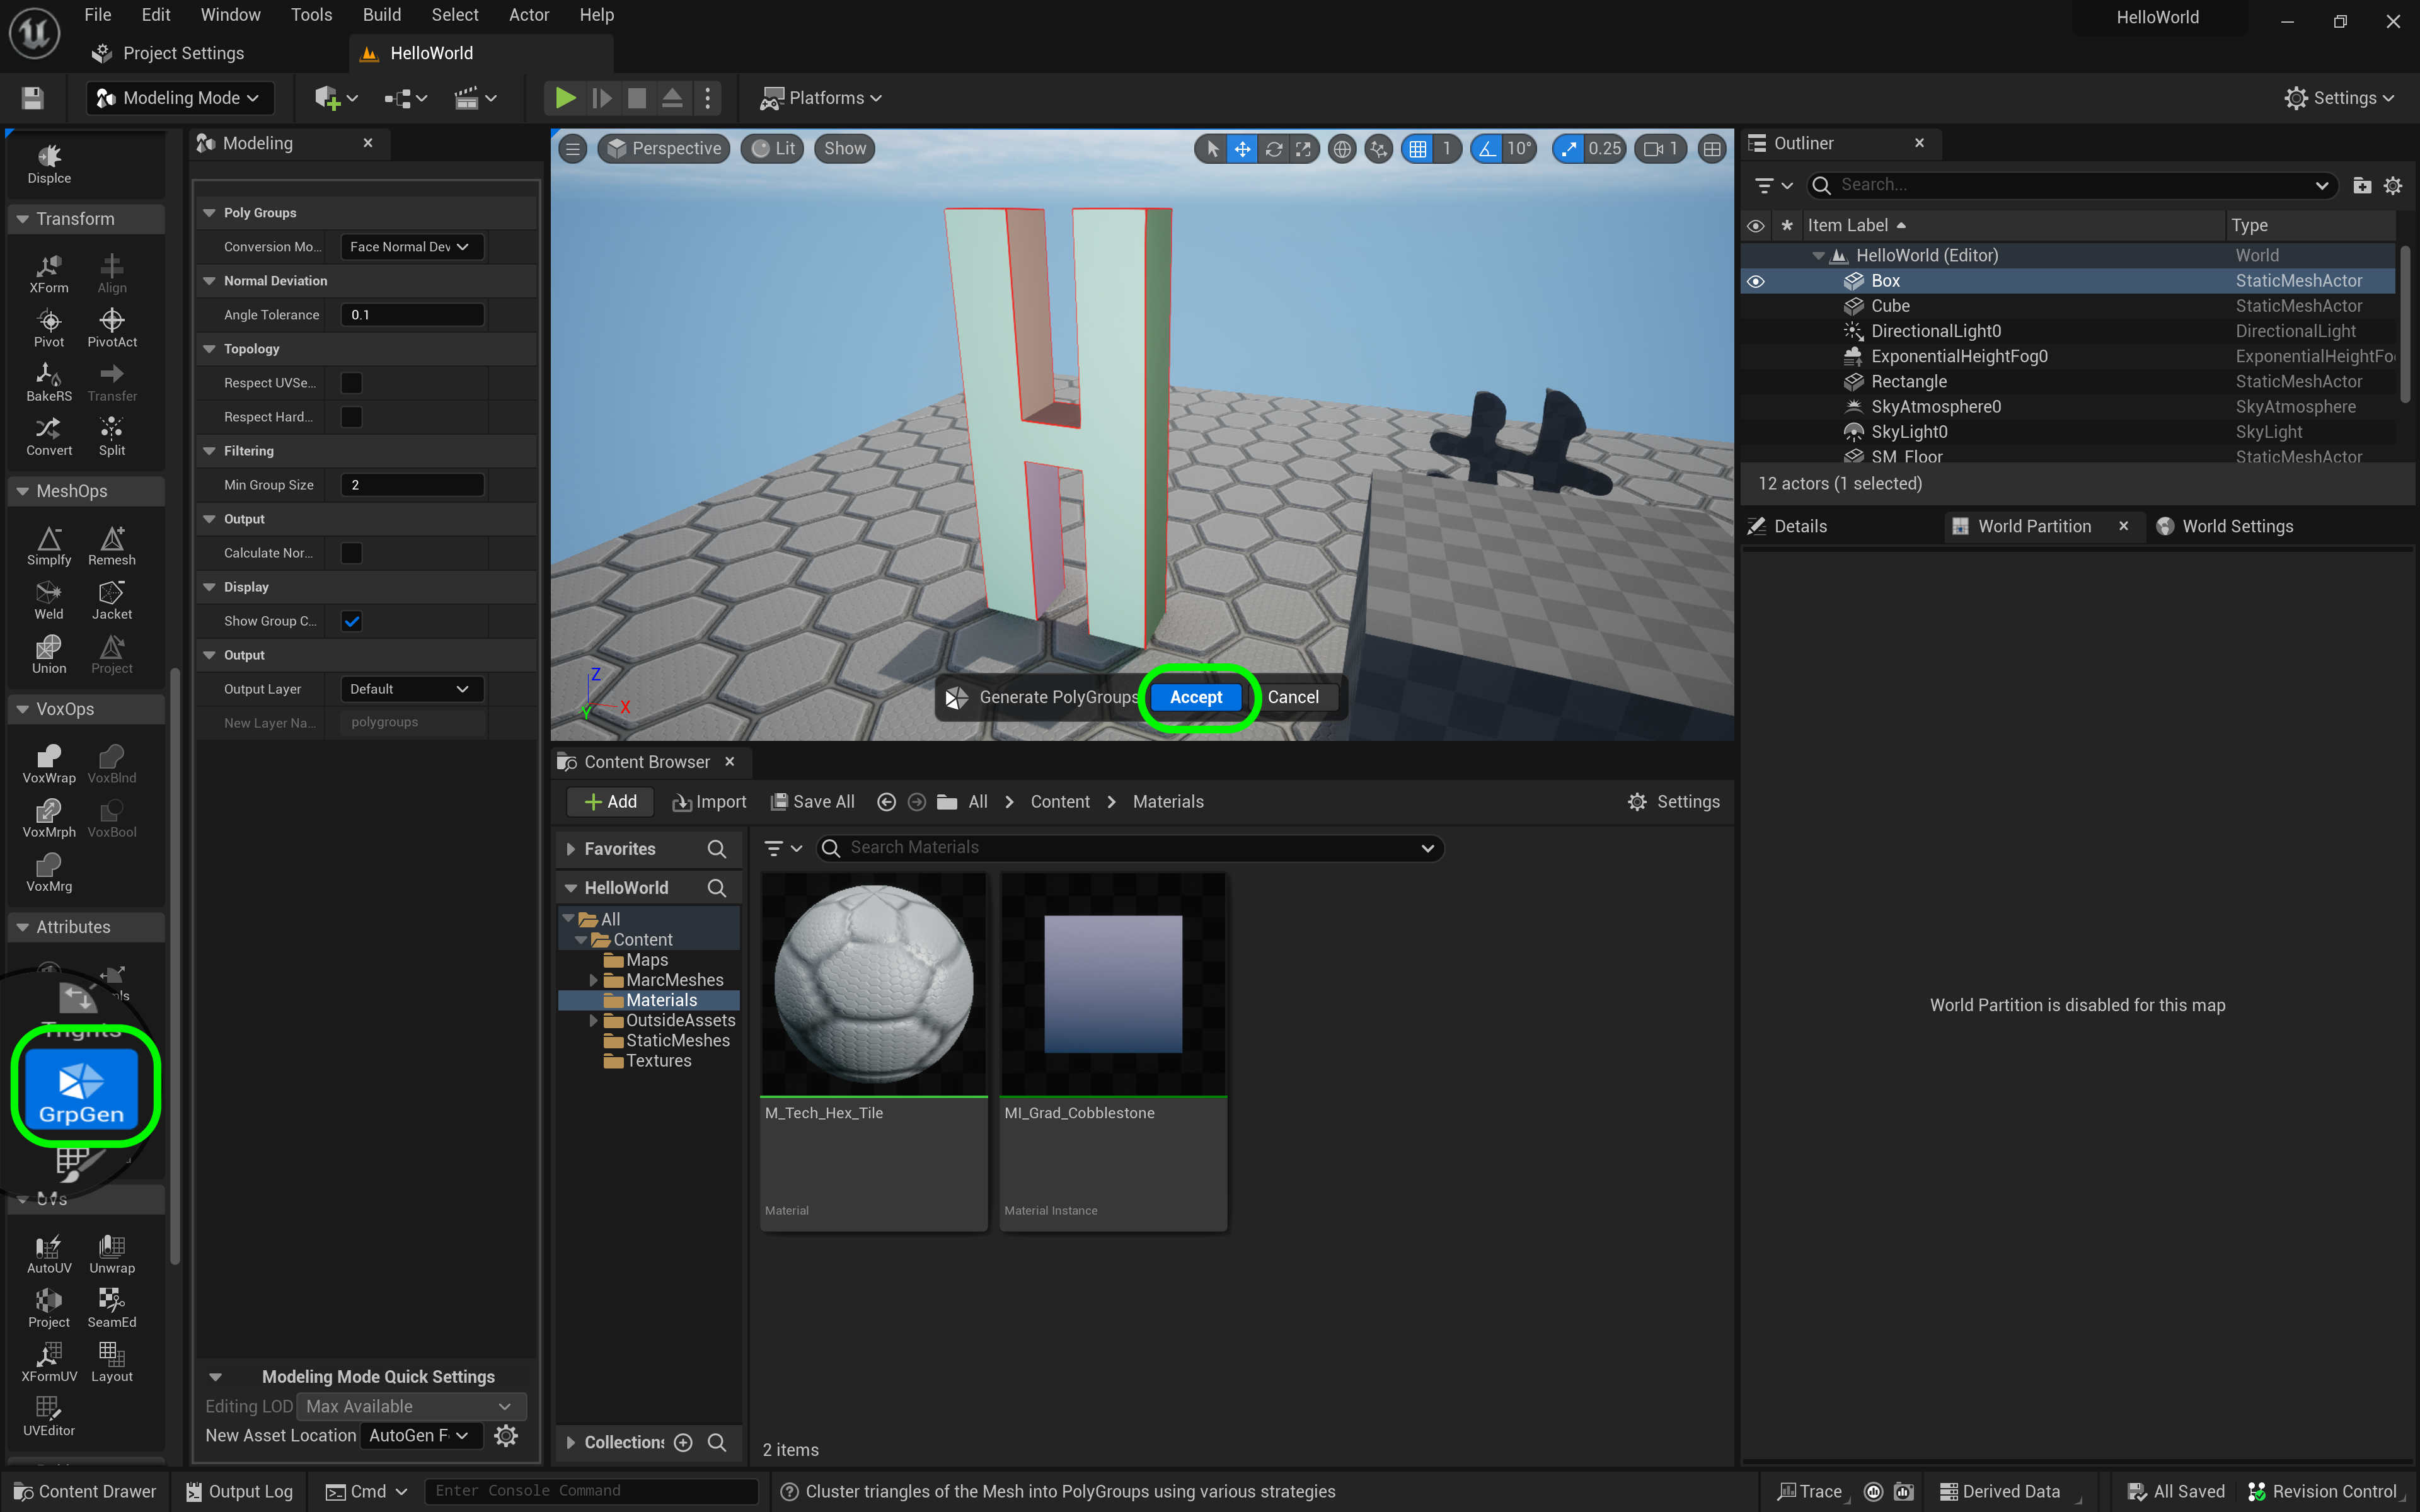 File Edit Window Tools Build Select Actor Help
HelloWorld
Project Settings
HelloWorld
Modeling Mode
Platforms
Settings
Displce
Transform
XForm Align
Pivot PivotAct
BakeRS Transfer
Convert Split
MeshOps
Simplfy Remesh
Weld Jacket
Union Project
VoxOps
VoxWrap VoxBlnd
VoxMrph VoxBool
VoxMrg
Attributes
GrpGen
UVs
AutoUV Unwrap
Project SeamEd
XFormUV Layout
UVEditor
Modeling
Poly Groups
Conversion Mo... Face Normal Dev
Normal Deviation
Angle Tolerance 0.1
Topology
Respect UVSe...
Respect Hard...
Filtering
Min Group Size 2
Output
Calculate Nor...
Display
Show Group C...
Output
Output Layer Default
New Layer Na... polygroups
Modeling Mode Quick Settings
Editing LOD Max Available
New Asset Location AutoGen F
Perspective Lit Show
1 10° 0.25 1
Z
X
Y
Generate PolyGroups Accept Cancel
Content Browser
Add Import Save All All > Content > Materials Settings
Favorites
Search Materials
HelloWorld
All
Content
Maps
MarcMeshes
Materials
OutsideAssets
StaticMeshes
Textures
Collections
M_Tech_Hex_Tile
Material
MI_Grad_Cobblestone
Material Instance
2 items
Outliner
Search...
Item Label Type
HelloWorld (Editor) World
Box StaticMeshActor
Cube StaticMeshActor
DirectionalLight0 DirectionalLight
ExponentialHeightFog0 ExponentialHeightFo
Rectangle StaticMeshActor
SkyAtmosphere0 SkyAtmosphere
SkyLight0 SkyLight
SM_Floor StaticMeshActor
12 actors (1 selected)
Details World Partition World Settings
World Partition is disabled for this map
Content Drawer Output Log Cmd Enter Console Command Cluster triangles of the Mesh into PolyGroups using various strategies Trace Derived Data All Saved Revision Control